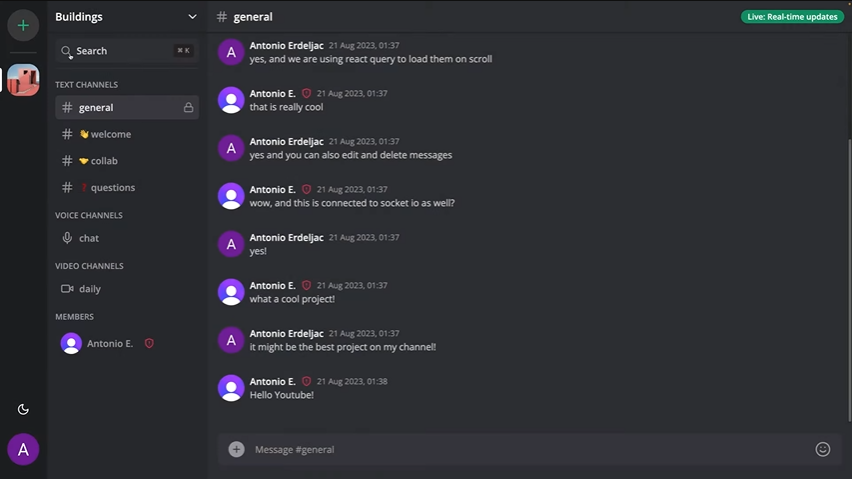 Buildings
Search
⌘ K
TEXT CHANNELS
# general
# 👋 welcome
# 🤝 collab
# ❓ questions
VOICE CHANNELS
chat
VIDEO CHANNELS
daily
MEMBERS
Antonio E.
A
# general
Live: Real-time updates
A
Antonio Erdeljac 21 Aug 2023, 01:37
yes, and we are using react query to load them on scroll
Antonio E. 21 Aug 2023, 01:37
that is really cool
A
Antonio Erdeljac 21 Aug 2023, 01:37
yes and you can also edit and delete messages
Antonio E. 21 Aug 2023, 01:37
wow, and this is connected to socket io as well?
A
Antonio Erdeljac 21 Aug 2023, 01:37
yes!
Antonio E. 21 Aug 2023, 01:37
what a cool project!
A
Antonio Erdeljac 21 Aug 2023, 01:37
it might be the best project on my channel!
Antonio E. 21 Aug 2023, 01:38
Hello Youtube!
Message #general